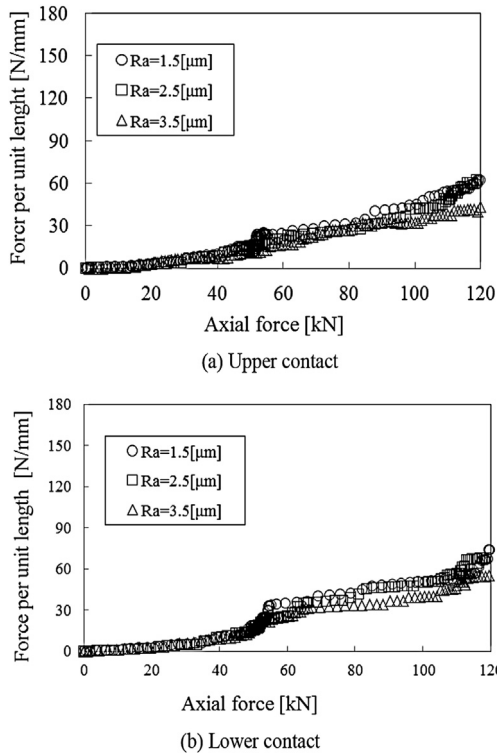 180
150
120
90
60
30
0
Forcr per unit lenght [N/mm]
Ra=1.5[μm]
Ra=2.5[μm]
Ra=3.5[μm]
0 20 40 60 80 100 120
Axial force [kN]
(a) Upper contact
180
150
120
90
60
30
0
Force per unit length [N/mm]
Ra=1.5[μm]
Ra=2.5[μm]
Ra=3.5[μm]
0 20 40 60 80 100 120
Axial force [kN]
(b) Lower contact